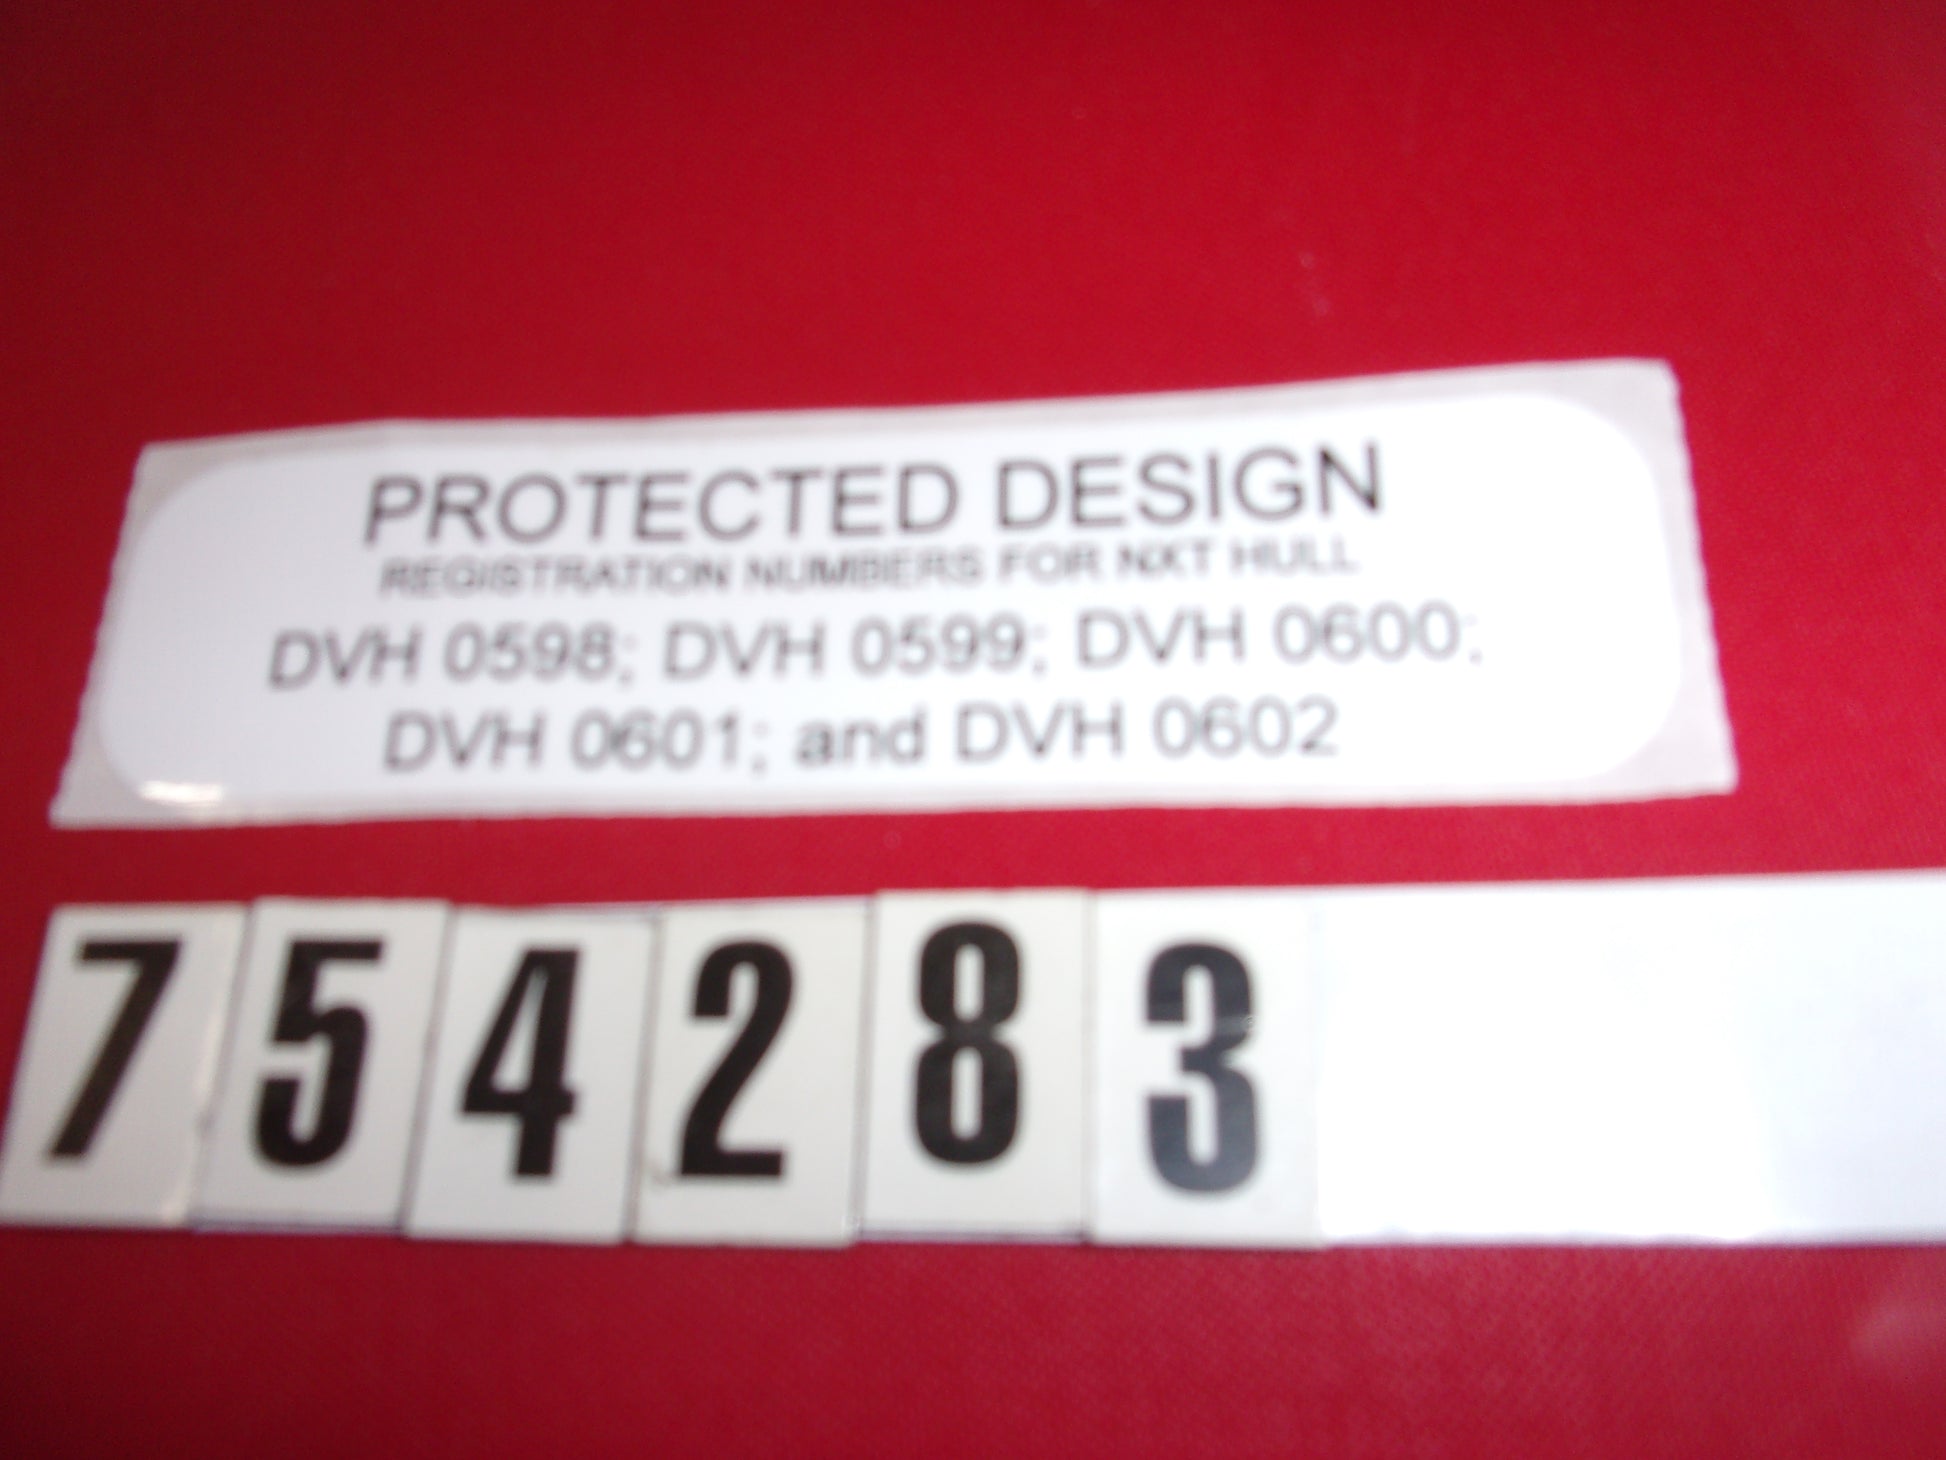 PROTECTED DESIGN
REGISTRATION NUMBERS FOR NXT HULL
DVH 0598; DVH 0599; DVH 0600;
DVH 0601; and DVH 0602
754283